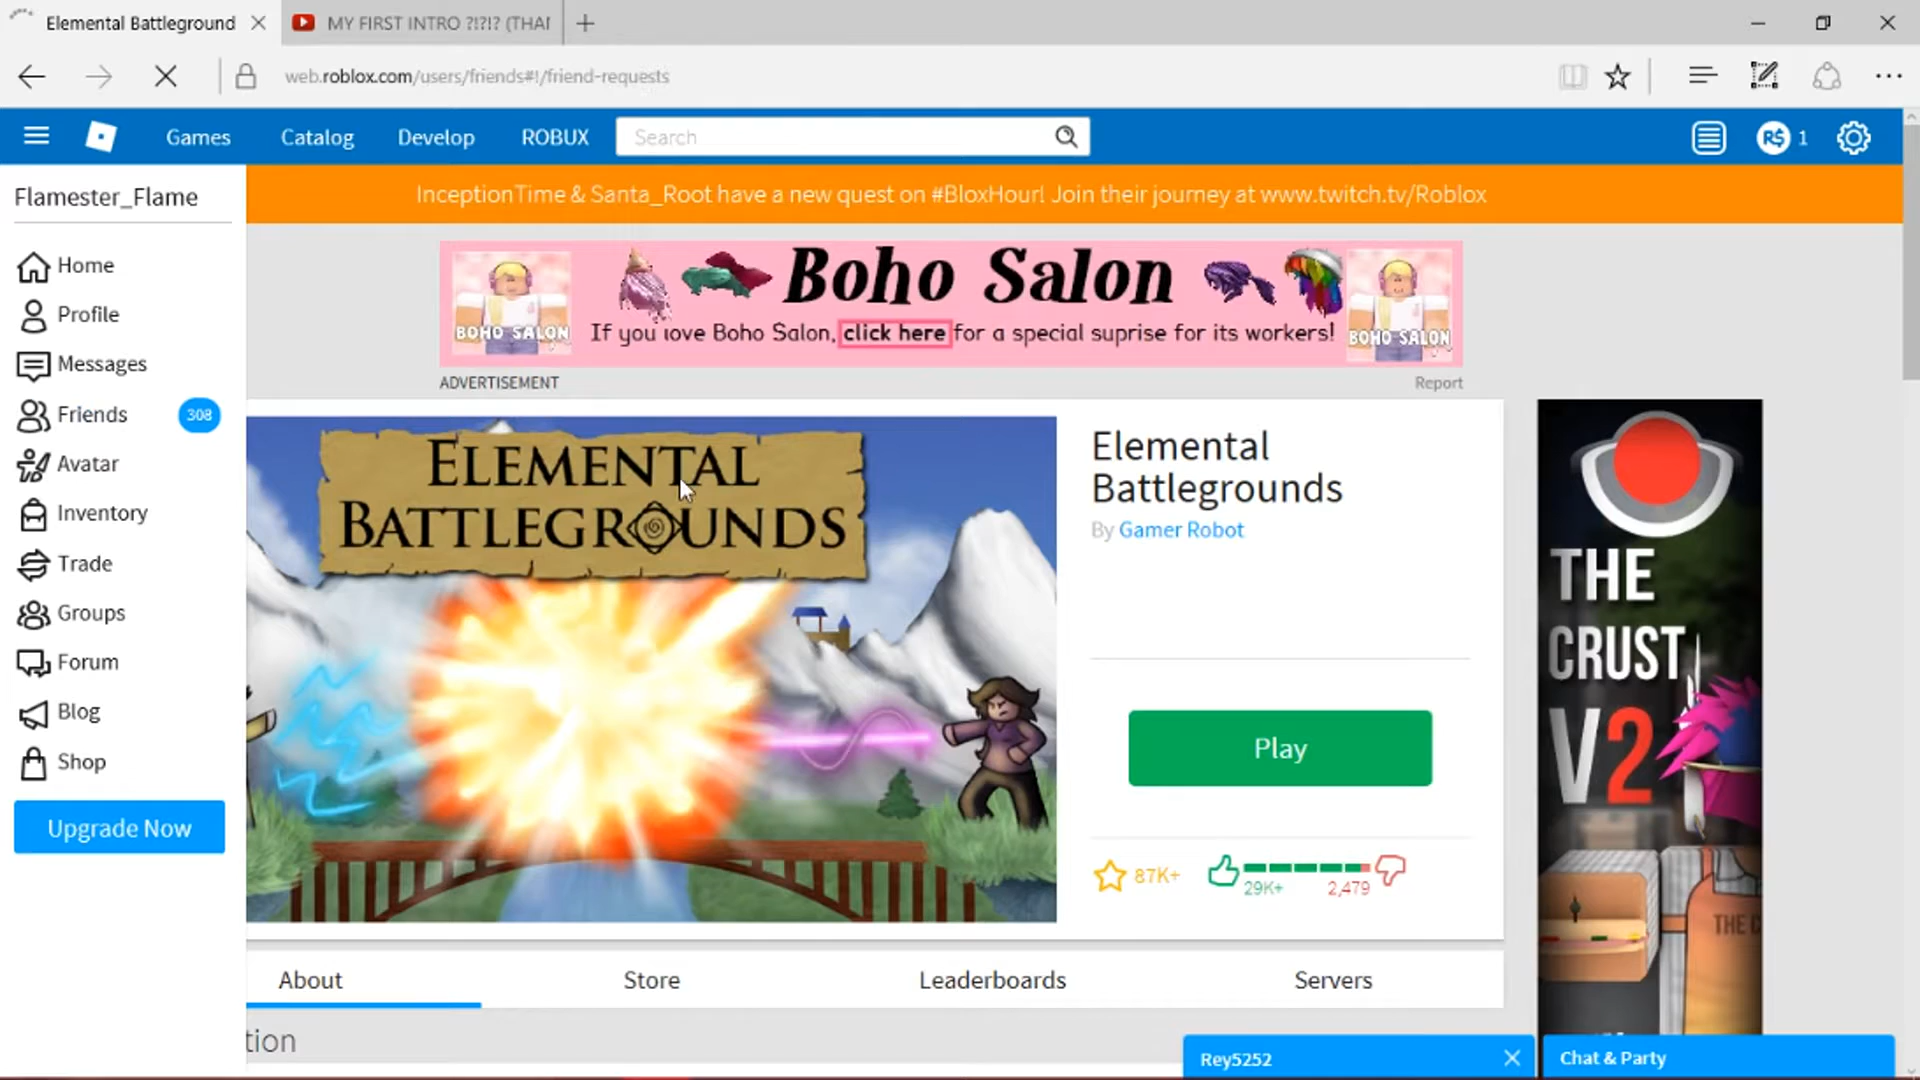 Elemental Battleground
MY FIRST INTRO ?!?!? (THAN
web.roblox.com/users/friends#!/friend-requests
Games
Catalog
Develop
ROBUX
Search
R$ 1
Flamester_Flame
InceptionTime & Santa_Root have a new quest on #BloxHour! Join their journey at www.twitch.tv/Roblox
Home
Profile
Messages
Friends 308
Avatar
Inventory
Trade
Groups
Forum
Blog
Shop
Upgrade Now
Boho Salon
BOHO SALON
If you love Boho Salon, click here for a special suprise for its workers!
BOHO SALON
ADVERTISEMENT
Report
ELEMENTAL
BATTLEGROUNDS
Elemental
Battlegrounds
By Gamer Robot
Play
87K+
29K+
2,479
THE
CRUST
V2
THE C
About
Store
Leaderboards
Servers
tion
Rey5252
Chat & Party